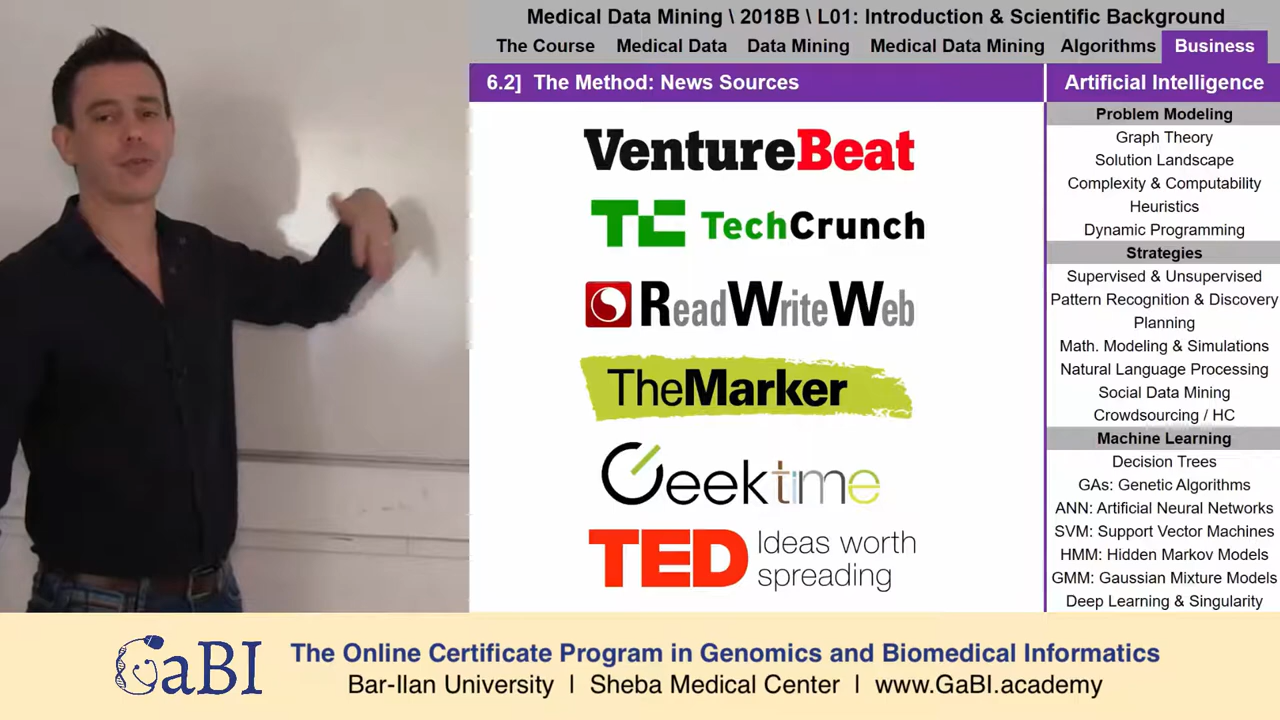 Medical Data Mining \ 2018B \ L01: Introduction & Scientific Background
The Course Medical Data Data Mining Medical Data Mining Algorithms Business
6.2] The Method: News Sources
VentureBeat
TC TechCrunch
ReadWriteWeb
TheMarker
Geektime
TED Ideas worth spreading
Artificial Intelligence
Problem Modeling
Graph Theory
Solution Landscape
Complexity & Computability
Heuristics
Dynamic Programming
Strategies
Supervised & Unsupervised
Pattern Recognition & Discovery
Planning
Math. Modeling & Simulations
Natural Language Processing
Social Data Mining
Crowdsourcing / HC
Machine Learning
Decision Trees
GAs: Genetic Algorithms
ANN: Artificial Neural Networks
SVM: Support Vector Machines
HMM: Hidden Markov Models
GMM: Gaussian Mixture Models
Deep Learning & Singularity
GaBI
The Online Certificate Program in Genomics and Biomedical Informatics
Bar-Ilan University | Sheba Medical Center | www.GaBI.academy